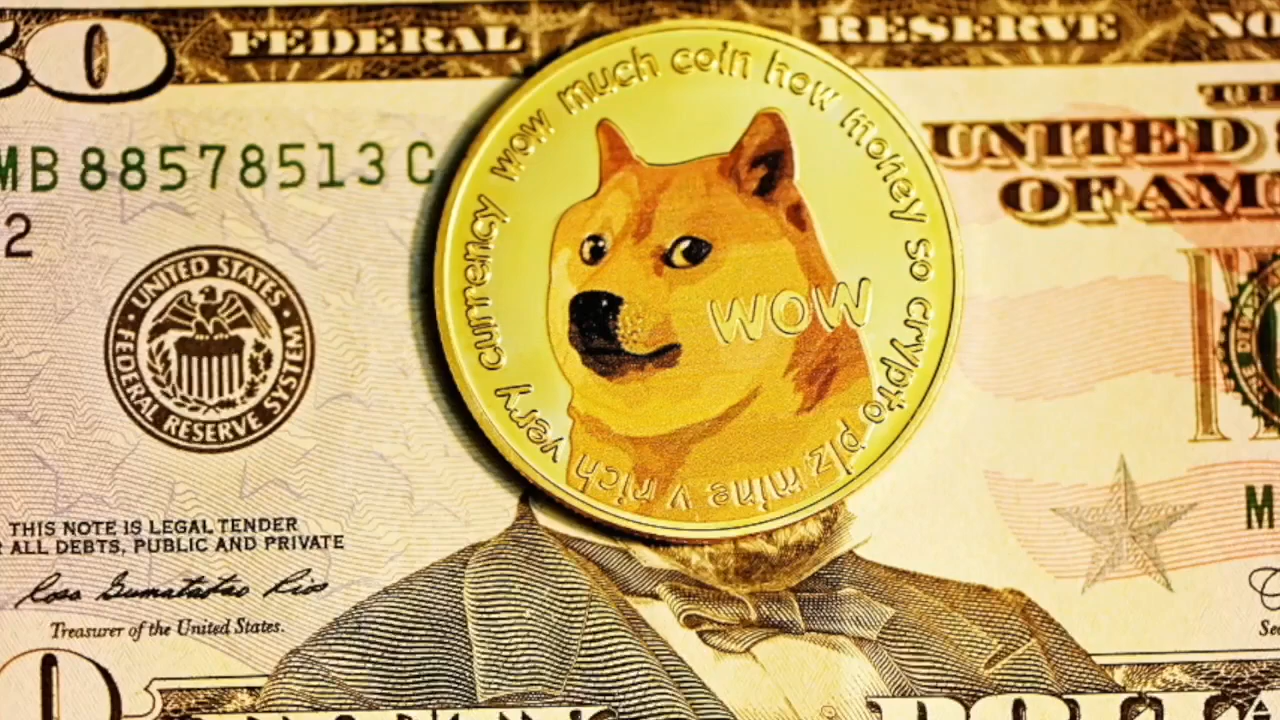 FEDERAL RESERVE
MB 88578513 C
2
UNITED
OF
UNITED STATES FEDERAL RESERVE SYSTEM
THIS NOTE IS LEGAL TENDER
ALL DEBTS, PUBLIC AND PRIVATE
Treasurer of the United States.
very currency wow much coin how money so crypto plz mine v rich
wow
M